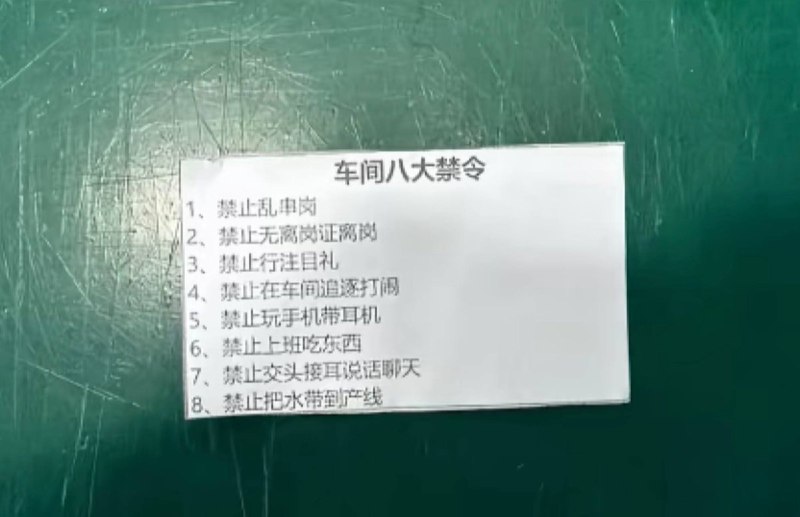 车间八大禁令
1、禁止乱串岗
2、禁止无离岗证离岗
3、禁止行注目礼
4、禁止在车间追逐打闹
5、禁止玩手机带耳机
6、禁止上班吃东西
7、禁止交头接耳说话聊天
8、禁止把水带到产线